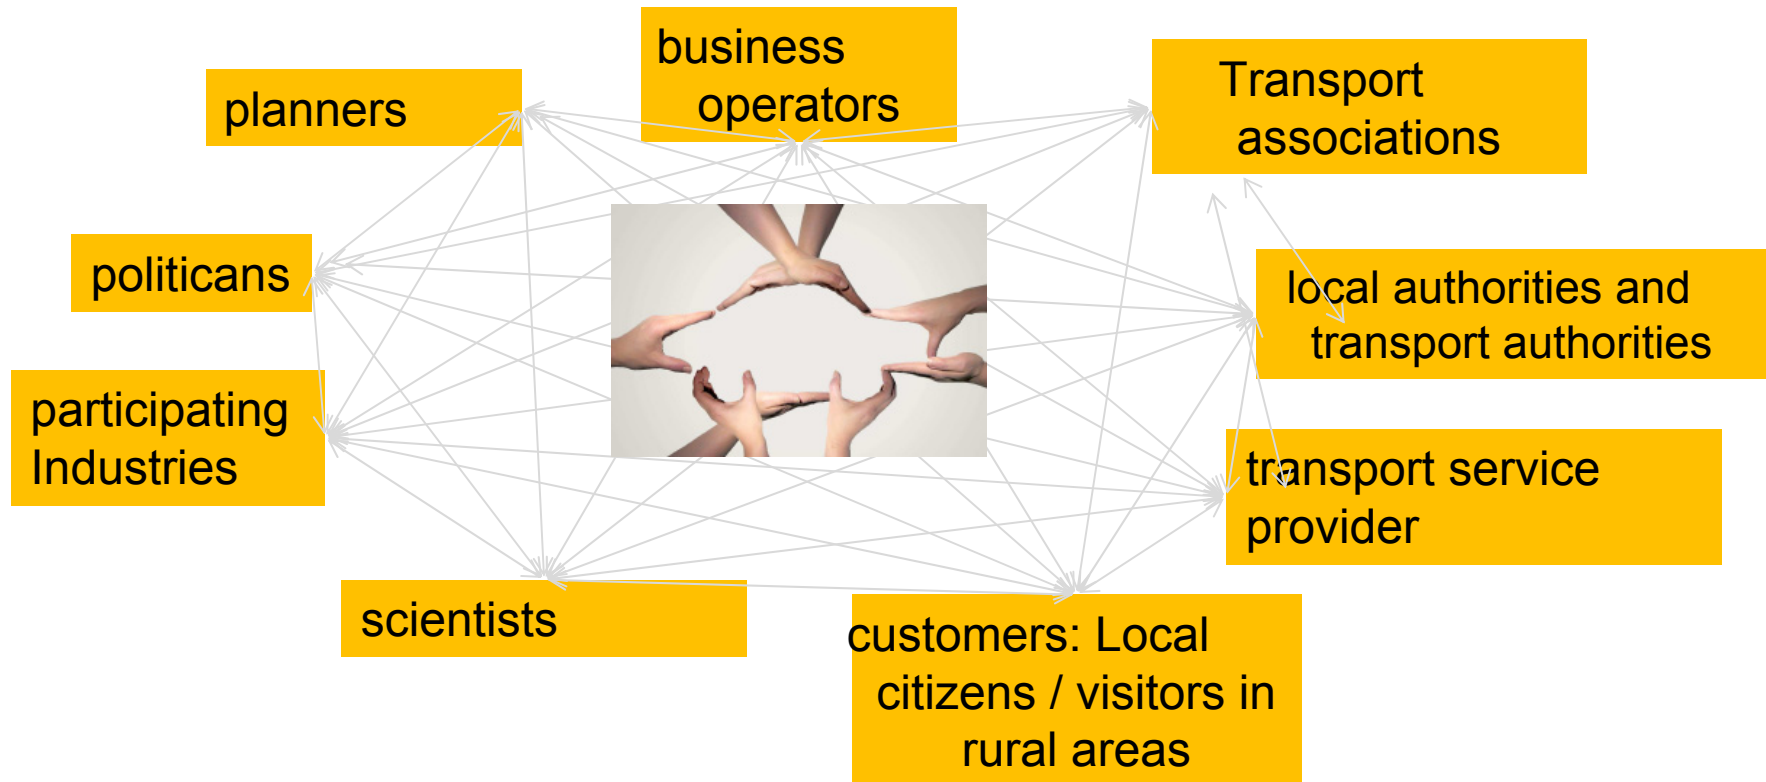 business
operators
Transport
associations
planners
politicans
local authorities and
transport authorities
participating
Industries
transport service
provider
scientists
customers: Local
citizens / visitors in
rural areas